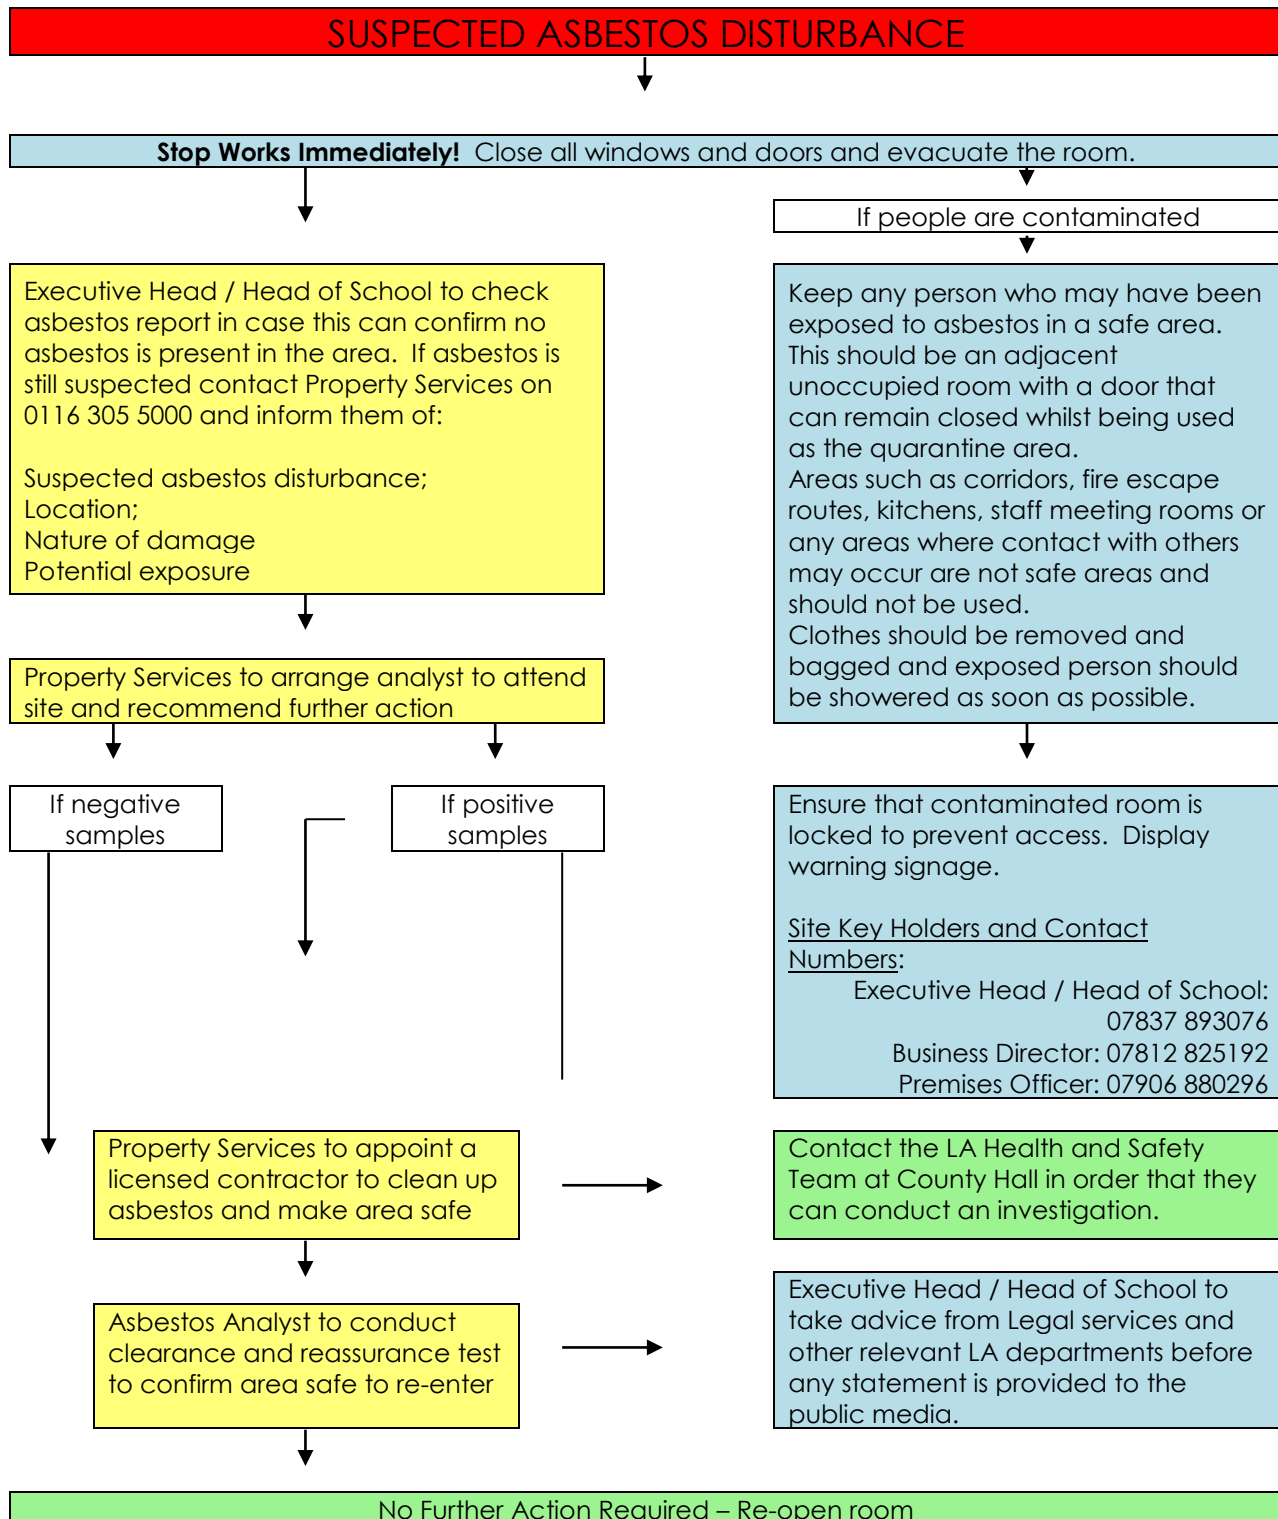 SUSPECTED ASBESTOS DISTURBANCE
Stop Works Immediately! Close all windows and doors and evacuate the room.
If people are contaminated
Executive Head / Head of School to check
asbestos report in case this can confirm no
asbestos is present in the area. If asbestos is
still suspected contact Property Services on
0116 305 5000 and inform them of:
Suspected asbestos disturbance;
Location;
Nature of damage
Potential exposure
Keep any person who may have been
exposed to asbestos in a safe area.
This should be an adjacent
unoccupied room with a door that
can remain closed whilst being used
as the quarantine area.
Areas such as corridors, fire escape
routes, kitchens, staff meeting rooms or
any areas where contact with others
may occur are not safe areas and
should not be used.
Clothes should be removed and
bagged and exposed person should
be showered as soon as possible.
Property Services to arrange analyst to attend
site and recommend further action
If negative
samples
If positive
samples
Ensure that contaminated room is
locked to prevent access. Display
warning signage.
Site Key Holders and Contact
Numbers:
Executive Head / Head of School:
07837 893076
Business Director: 07812 825192
Premises Officer: 07906 880296
Property Services to appoint a
licensed contractor to clean up
asbestos and make area safe
Contact the LA Health and Safety
Team at County Hall in order that they
can conduct an investigation.
Asbestos Analyst to conduct
clearance and reassurance test
to confirm area safe to re-enter
Executive Head / Head of School to
take advice from Legal services and
other relevant LA departments before
any statement is provided to the
public media.
No Further Action Required – Re-open room